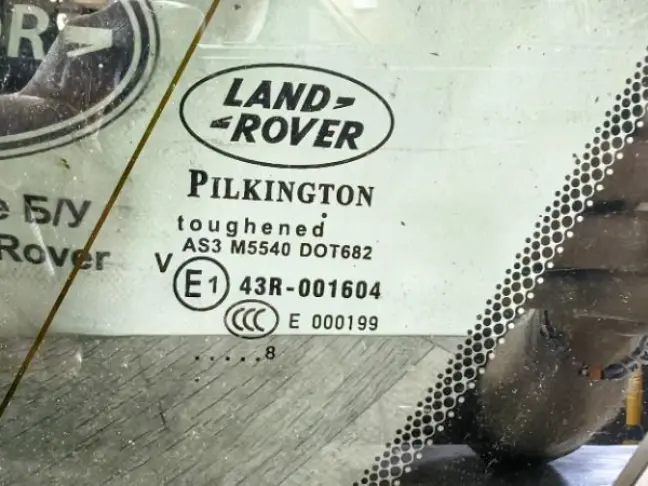 LAND
ROVER
PILKINGTON
toughened
AS3 M5540 DOT682
V E1 43R-001604
CCC E 000199
.....8
.
Б/У
Rover